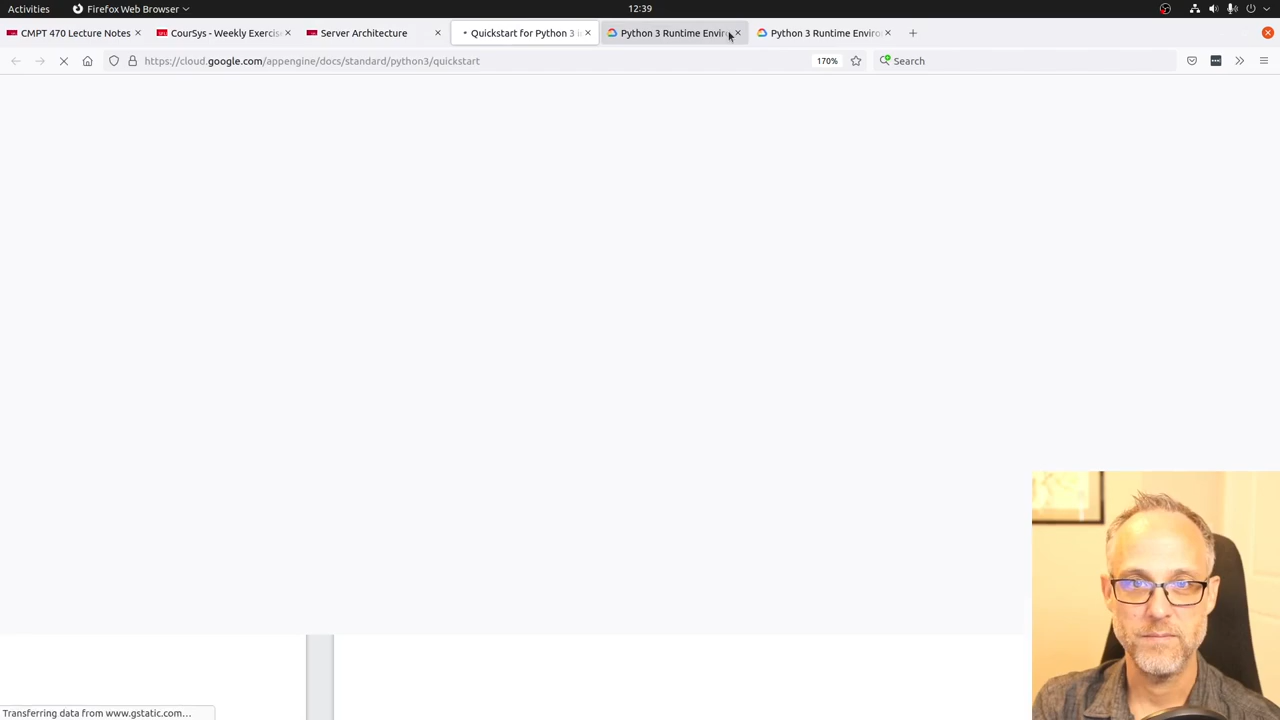 Activities Firefox Web Browser 12:39
CMPT 470 Lecture Notes CourSys - Weekly Exercise Server Architecture Quickstart for Python 3 i Python 3 Runtime Envir Python 3 Runtime Enviro
https://cloud.google.com/appengine/docs/standard/python3/quickstart 170% Search
Transferring data from www.gstatic.com…